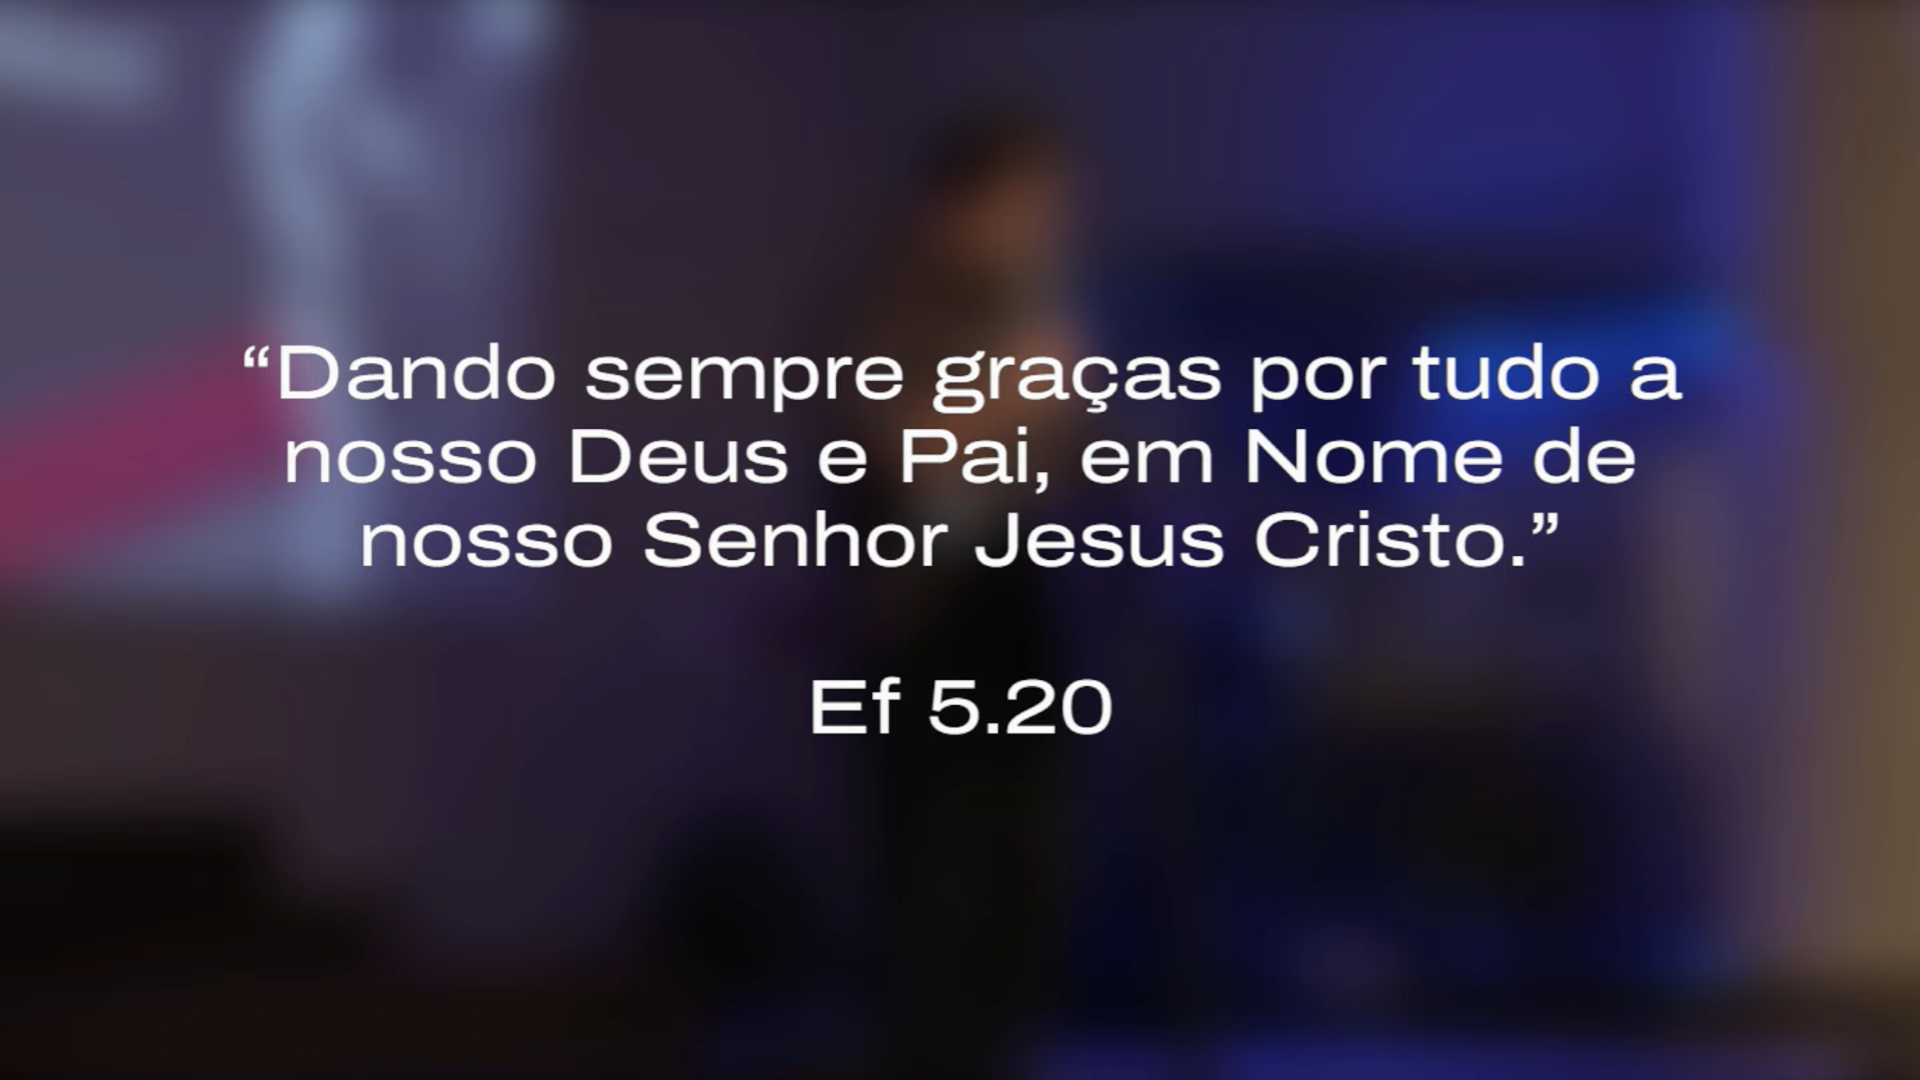 “Dando sempre graças por tudo a
nosso Deus e Pai, em Nome de
nosso Senhor Jesus Cristo.”
Ef 5.20